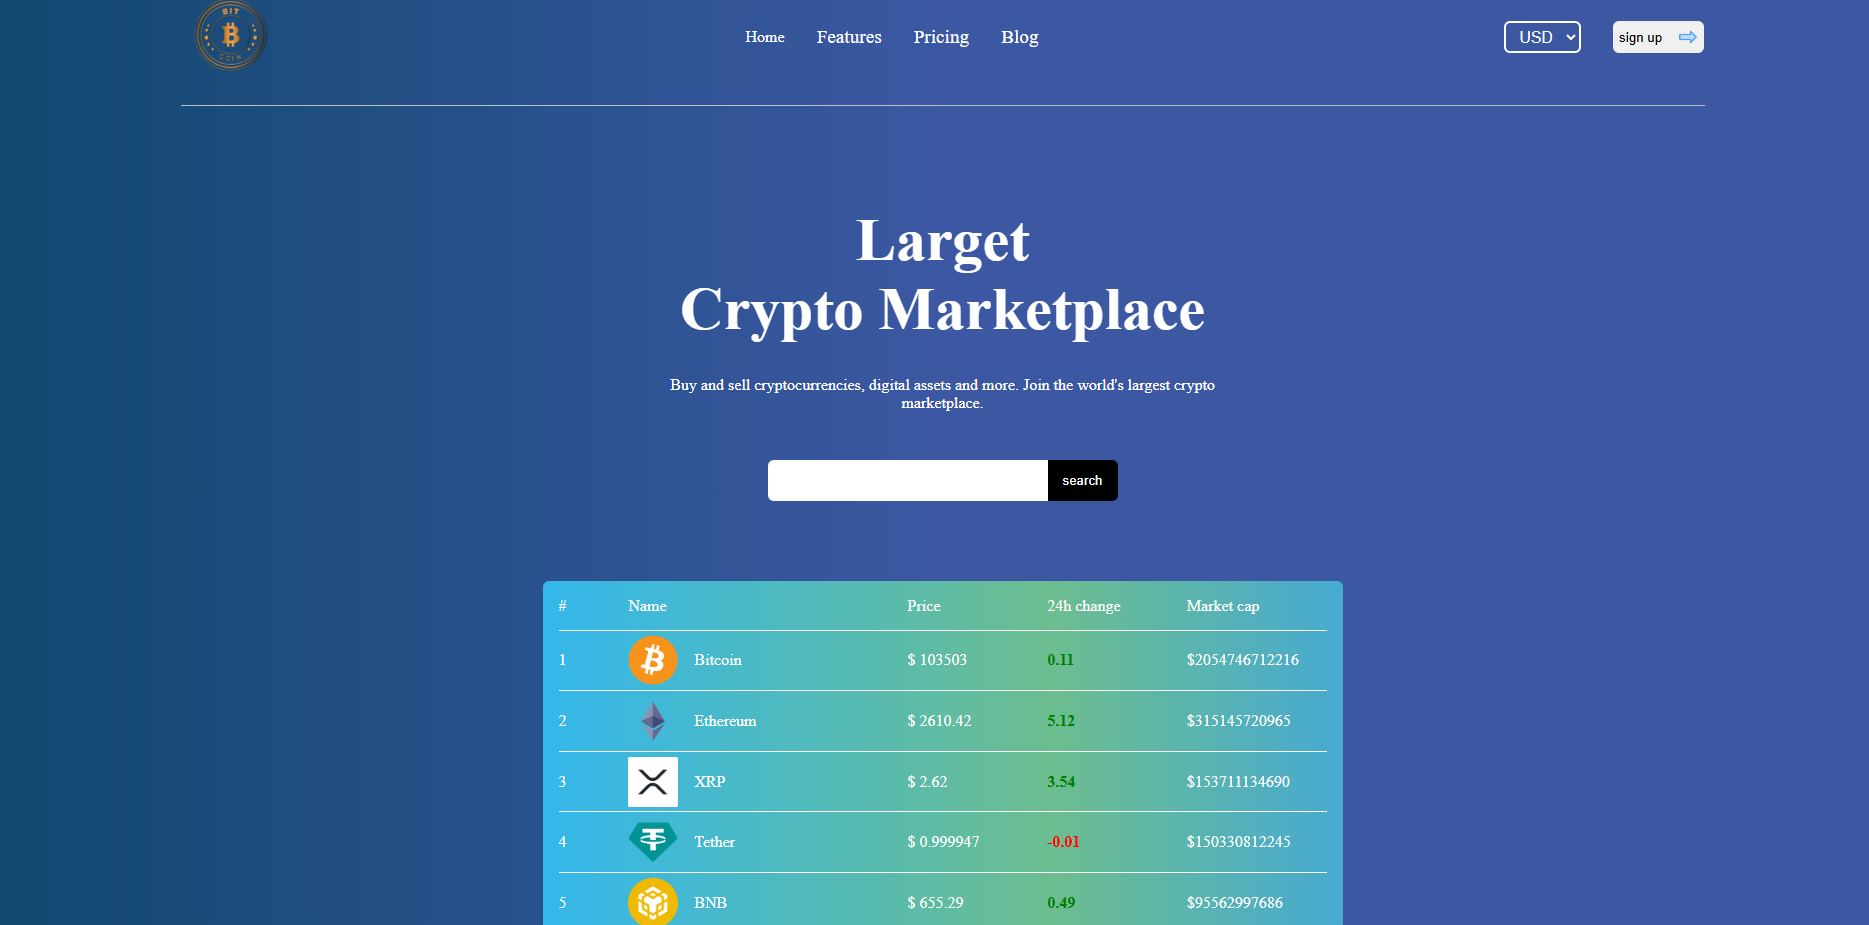 BIT
COIN
Home Features Pricing Blog USD sign up
Larget
Crypto Marketplace
Buy and sell cryptocurrencies, digital assets and more. Join the world's largest crypto
marketplace.
search
# Name Price 24h change Market cap
1 Bitcoin $ 103503 0.11 $2054746712216
2 Ethereum $ 2610.42 5.12 $315145720965
3 XRP $ 2.62 3.54 $153711134690
4 Tether $ 0.999947 -0.01 $150330812245
5 BNB $ 655.29 0.49 $95562997686